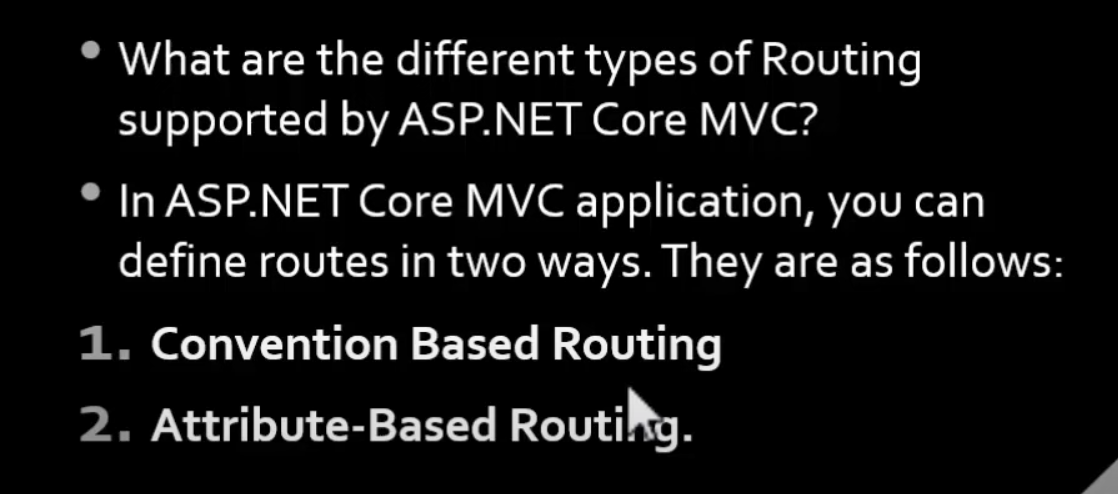 • What are the different types of Routing
supported by ASP.NET Core MVC?
• In ASP.NET Core MVC application, you can
define routes in two ways. They are as follows:
1. Convention Based Routing
2. Attribute-Based Routing.